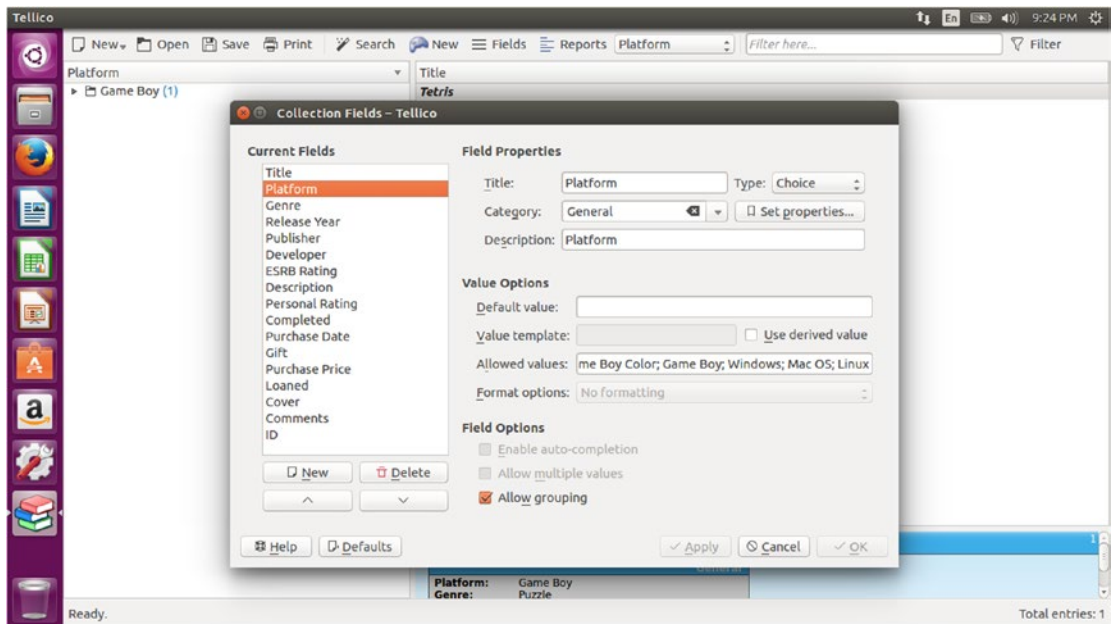 Tellico
En
9:24 PM
New Open Save Print Search New Fields Reports Platform Filter here... Filter
Platform
Title
Game Boy (1)
Tetris
Collection Fields – Tellico
Current Fields
Title
Platform
Genre
Release Year
Publisher
Developer
ESRB Rating
Description
Personal Rating
Completed
Purchase Date
Gift
Purchase Price
Loaned
Cover
Comments
ID
New
Delete
Field Properties
Title: Platform Type: Choice
Category: General Set properties...
Description: Platform
Value Options
Default value:
Value template: Use derived value
Allowed values: me Boy Color; Game Boy; Windows; Mac OS; Linux
Format options: No formatting
Field Options
Enable auto-completion
Allow multiple values
Allow grouping
Help
Defaults
Apply
Cancel
OK
1
General
Platform: Game Boy
Genre: Puzzle
Ready.
Total entries: 1